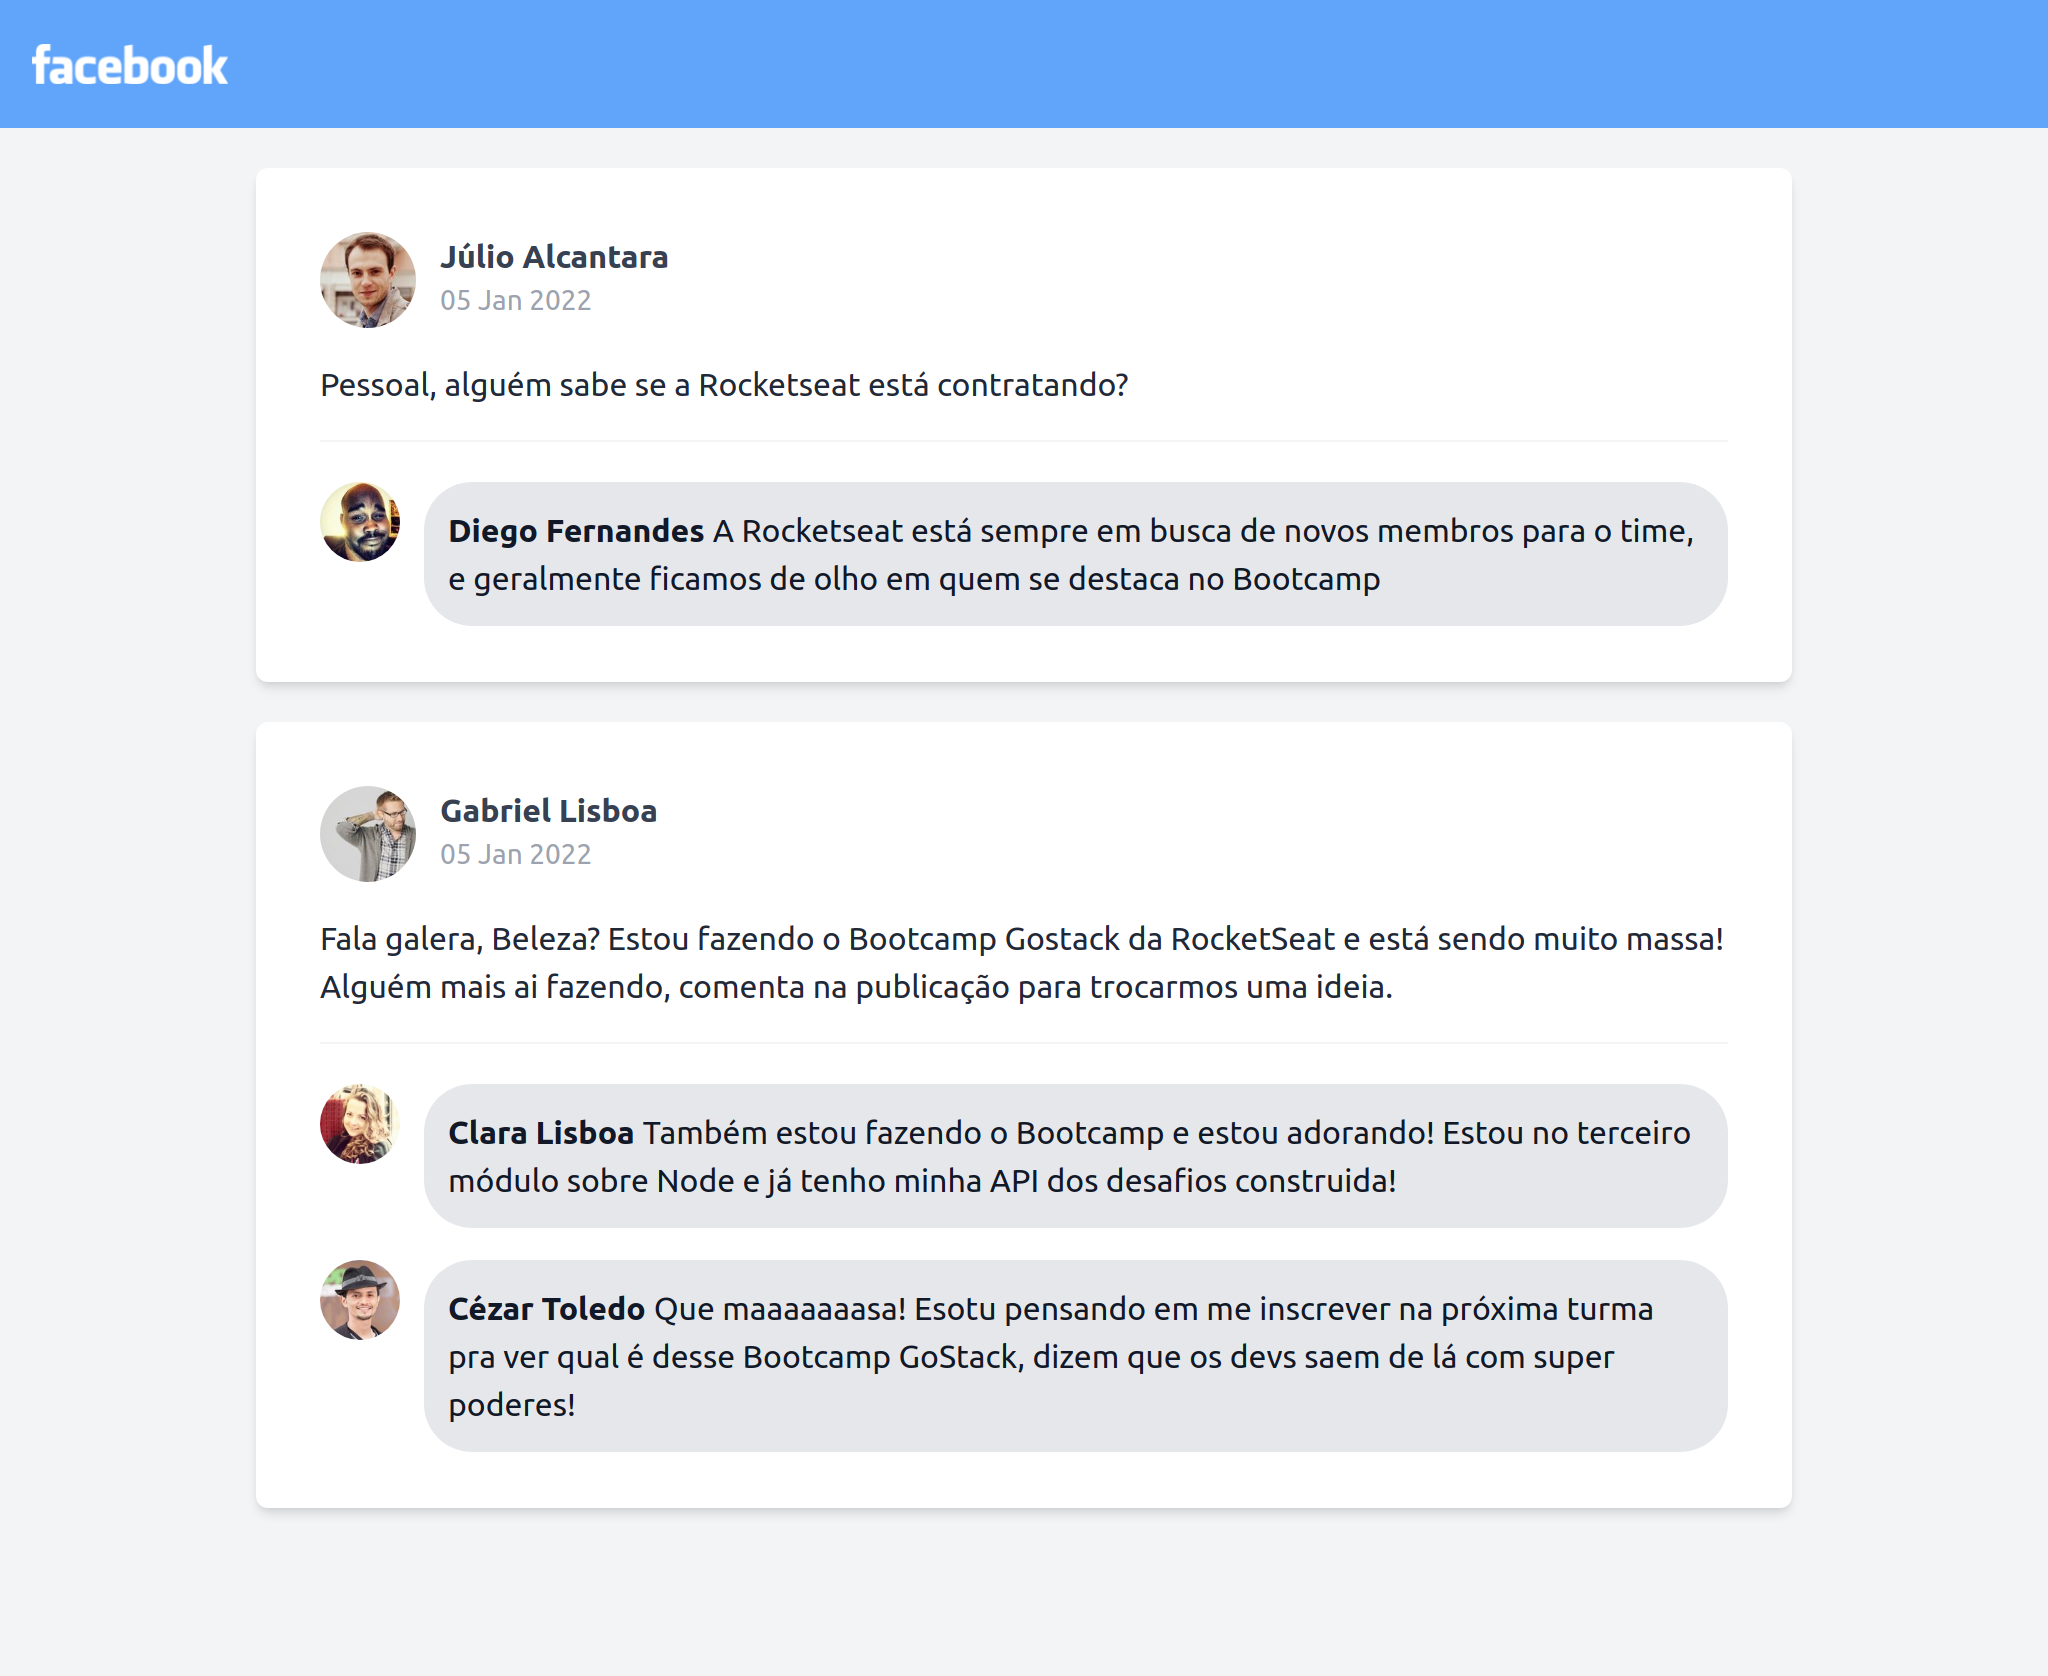 facebook
Júlio Alcantara
05 Jan 2022
Pessoal, alguém sabe se a Rocketseat está contratando?
Diego Fernandes A Rocketseat está sempre em busca de novos membros para o time,
e geralmente ficamos de olho em quem se destaca no Bootcamp
Gabriel Lisboa
05 Jan 2022
Fala galera, Beleza? Estou fazendo o Bootcamp Gostack da RocketSeat e está sendo muito massa!
Alguém mais ai fazendo, comenta na publicação para trocarmos uma ideia.
Clara Lisboa Também estou fazendo o Bootcamp e estou adorando! Estou no terceiro
módulo sobre Node e já tenho minha API dos desafios construida!
Cézar Toledo Que maaaaaaasa! Esotu pensando em me inscrever na próxima turma
pra ver qual é desse Bootcamp GoStack, dizem que os devs saem de lá com super
poderes!